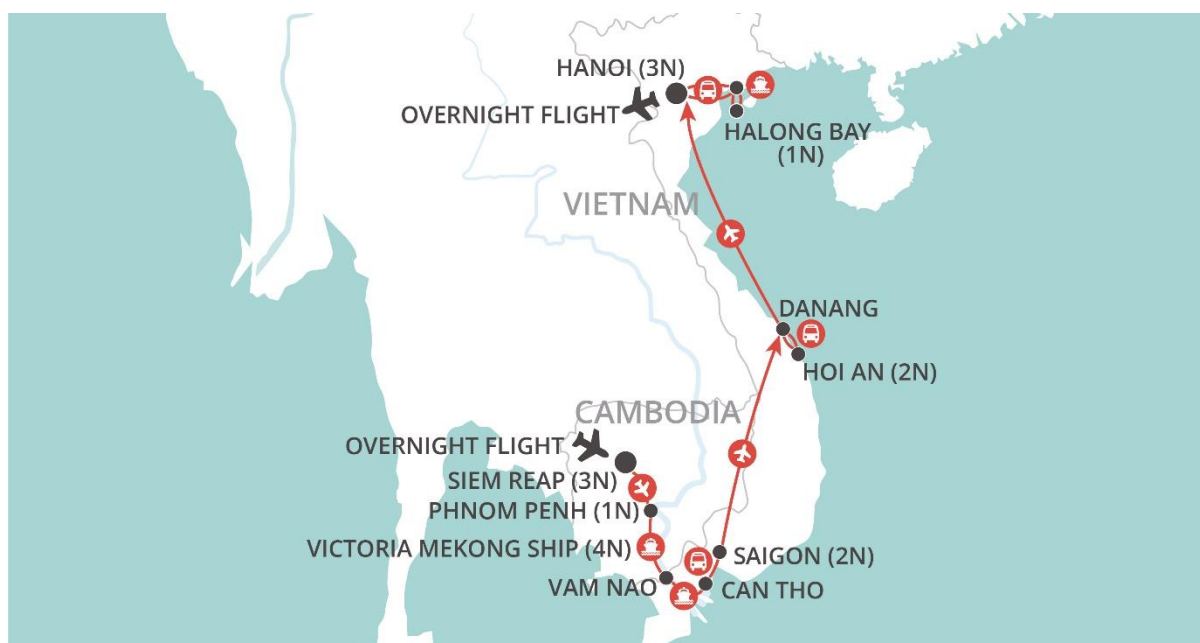 HANOI (3N)
OVERNIGHT FLIGHT
HALONG BAY
(1N)
VIETNAM
DANANG
HOI AN (2N)
CAMBODIA
OVERNIGHT FLIGHT
SIEM REAP (3N)
PHNOM PENH (1N)
VICTORIA MEKONG SHIP (4N)
SAIGON (2N)
VAM NAO
CAN THO